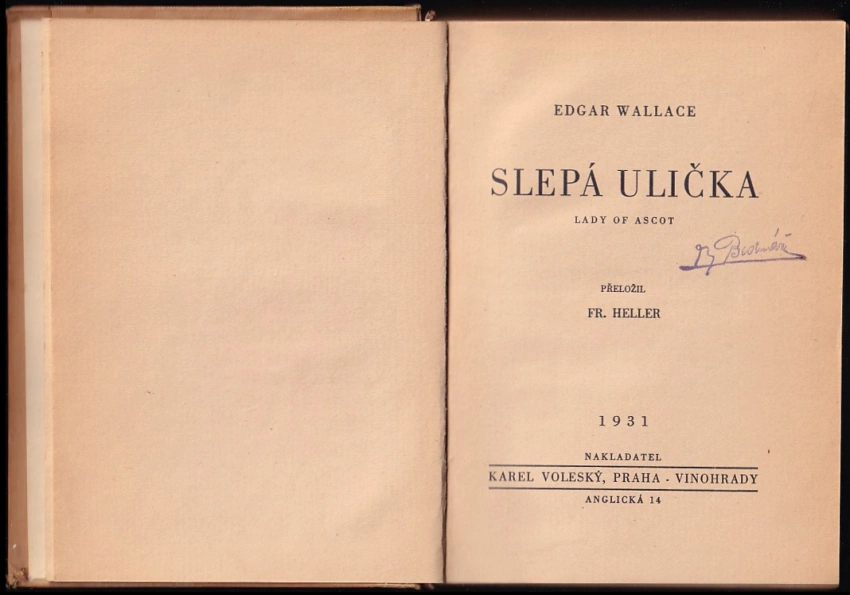 EDGAR WALLACE
SLEPÁ ULIČKA
LADY OF ASCOT
PŘELOŽIL
FR. HELLER
1931
NAKLADATEL
KAREL VOLESKÝ, PRAHA - VINOHRADY
ANGLICKÁ 14